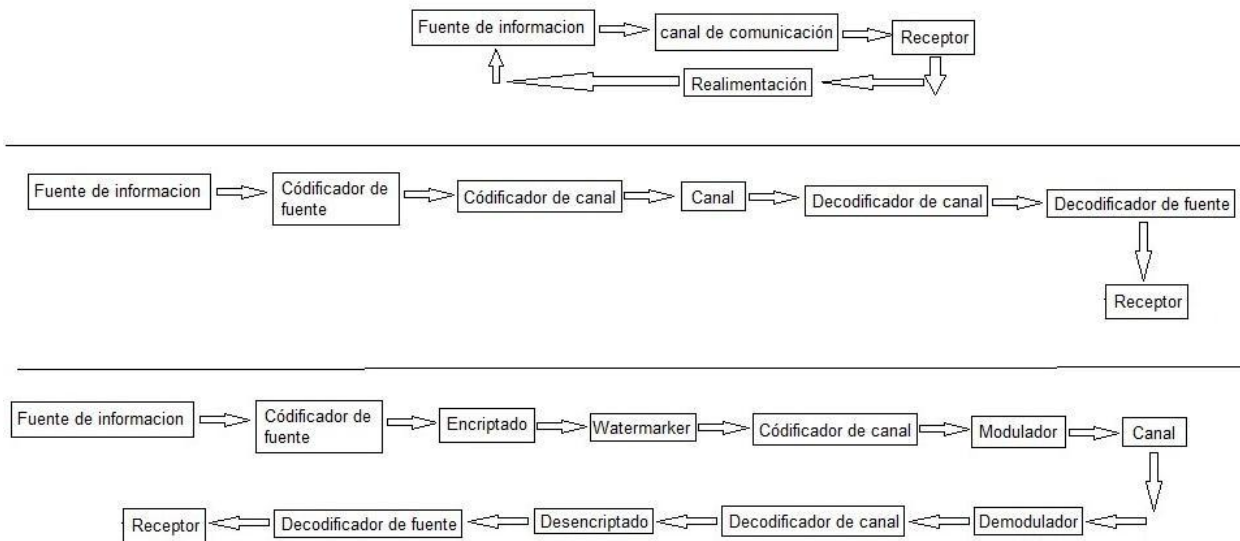 Fuente de informacion
canal de comunicación
Receptor
Realimentación
Fuente de informacion
Códificador de
fuente
Códificador de canal
Canal
Decodificador de canal
Decodificador de fuente
Receptor
Fuente de informacion
Códificador de
fuente
Encriptado
Watermarker
Códificador de canal
Modulador
Canal
Receptor
Decodificador de fuente
Desencriptado
Decodificador de canal
Demodulador